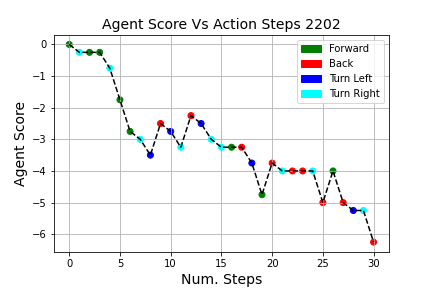 Agent Score Vs Action Steps 2202
Forward
Back
Turn Left
Turn Right
0
−1
−2
−3
−4
−5
−6
Agent Score
0 5 10 15 20 25 30
Num. Steps